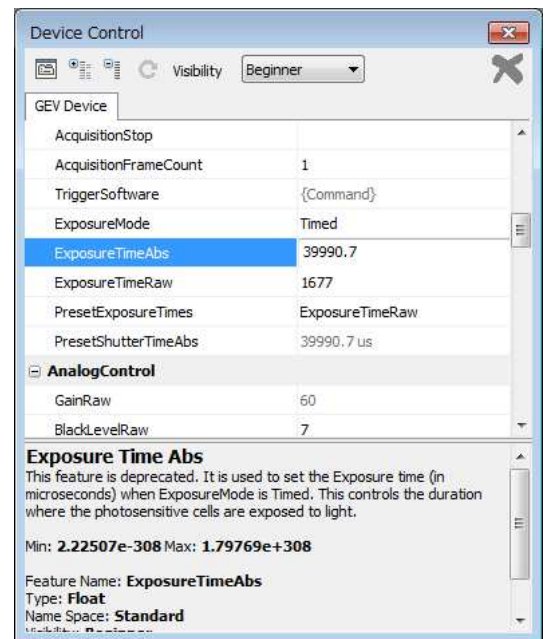 Device Control
Visibility Beginner
GEV Device
AcquisitionStop
AcquisitionFrameCount 1
TriggerSoftware {Command}
ExposureMode Timed
ExposureTimeAbs 39990.7
ExposureTimeRaw 1677
PresetExposureTimes ExposureTimeRaw
PresetShutterTimeAbs 39990.7 us
AnalogControl
GainRaw 60
BlackLevelRaw 7
Exposure Time Abs
This feature is deprecated. It is used to set the Exposure time (in
microseconds) when ExposureMode is Timed. This controls the duration
where the photosensitive cells are exposed to light.
Min: 2.22507e-308 Max: 1.79769e+308
Feature Name: ExposureTimeAbs
Type: Float
Name Space: Standard
Visibility: Beginner